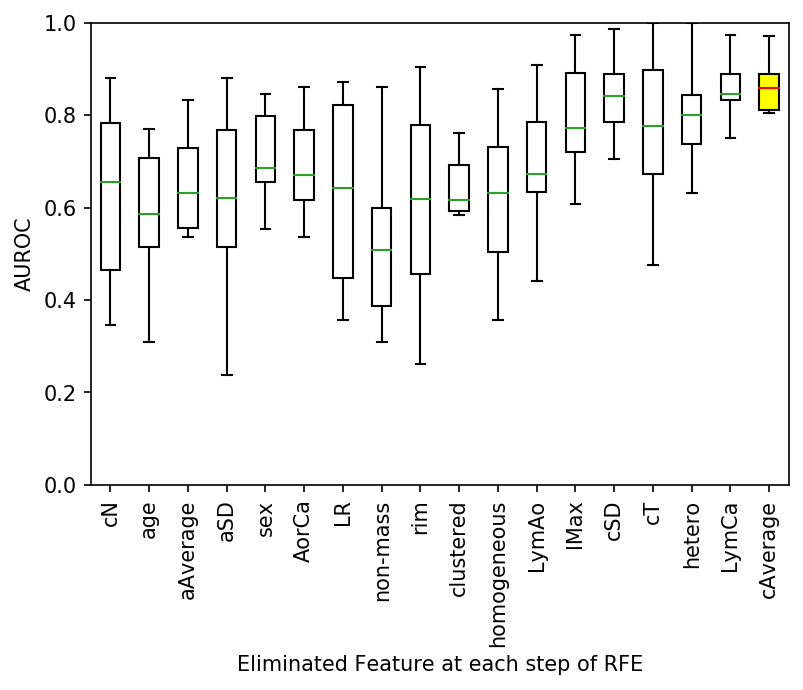 1.0
0.8
0.6
0.4
0.2
0.0
AUROC
cN
age
aAverage
aSD
sex
AorCa
LR
non-mass
rim
clustered
homogeneous
LymAo
lMax
cSD
cT
hetero
LymCa
cAverage
Eliminated Feature at each step of RFE